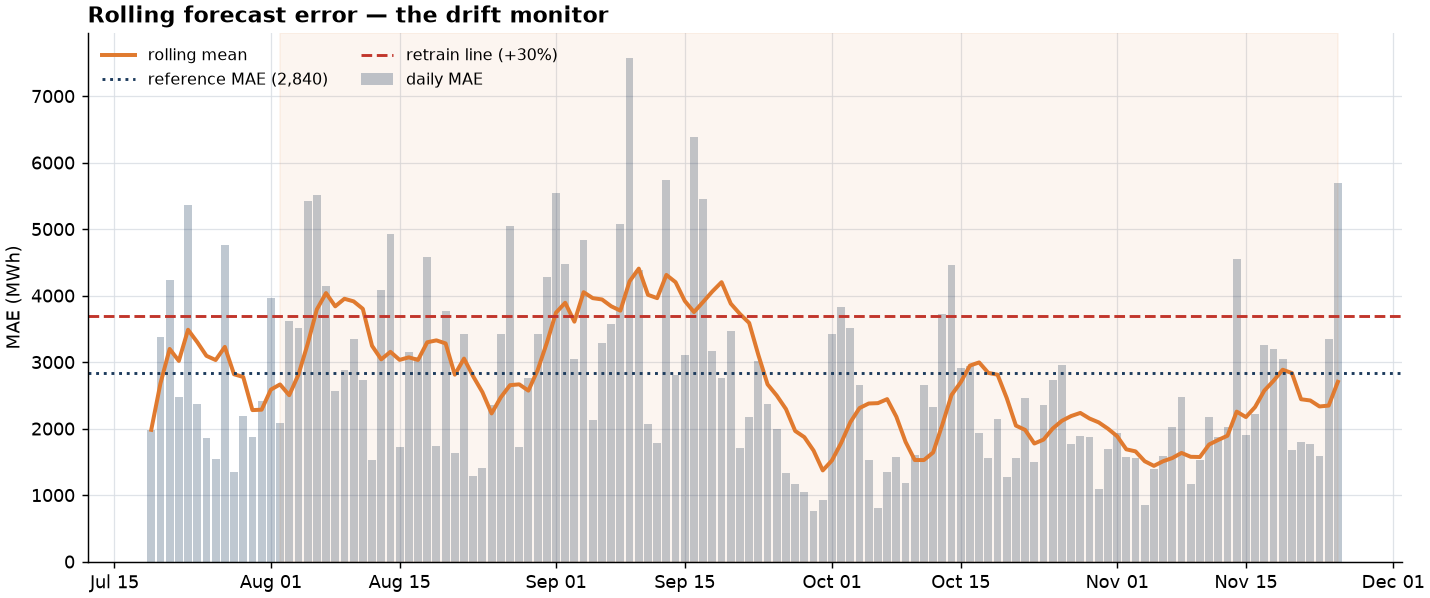 Rolling forecast error — the drift monitor
rolling mean
reference MAE (2,840)
retrain line (+30%)
daily MAE
MAE (MWh)
7000
6000
5000
4000
3000
2000
1000
0
Jul 15
Aug 01
Aug 15
Sep 01
Sep 15
Oct 01
Oct 15
Nov 01
Nov 15
Dec 01